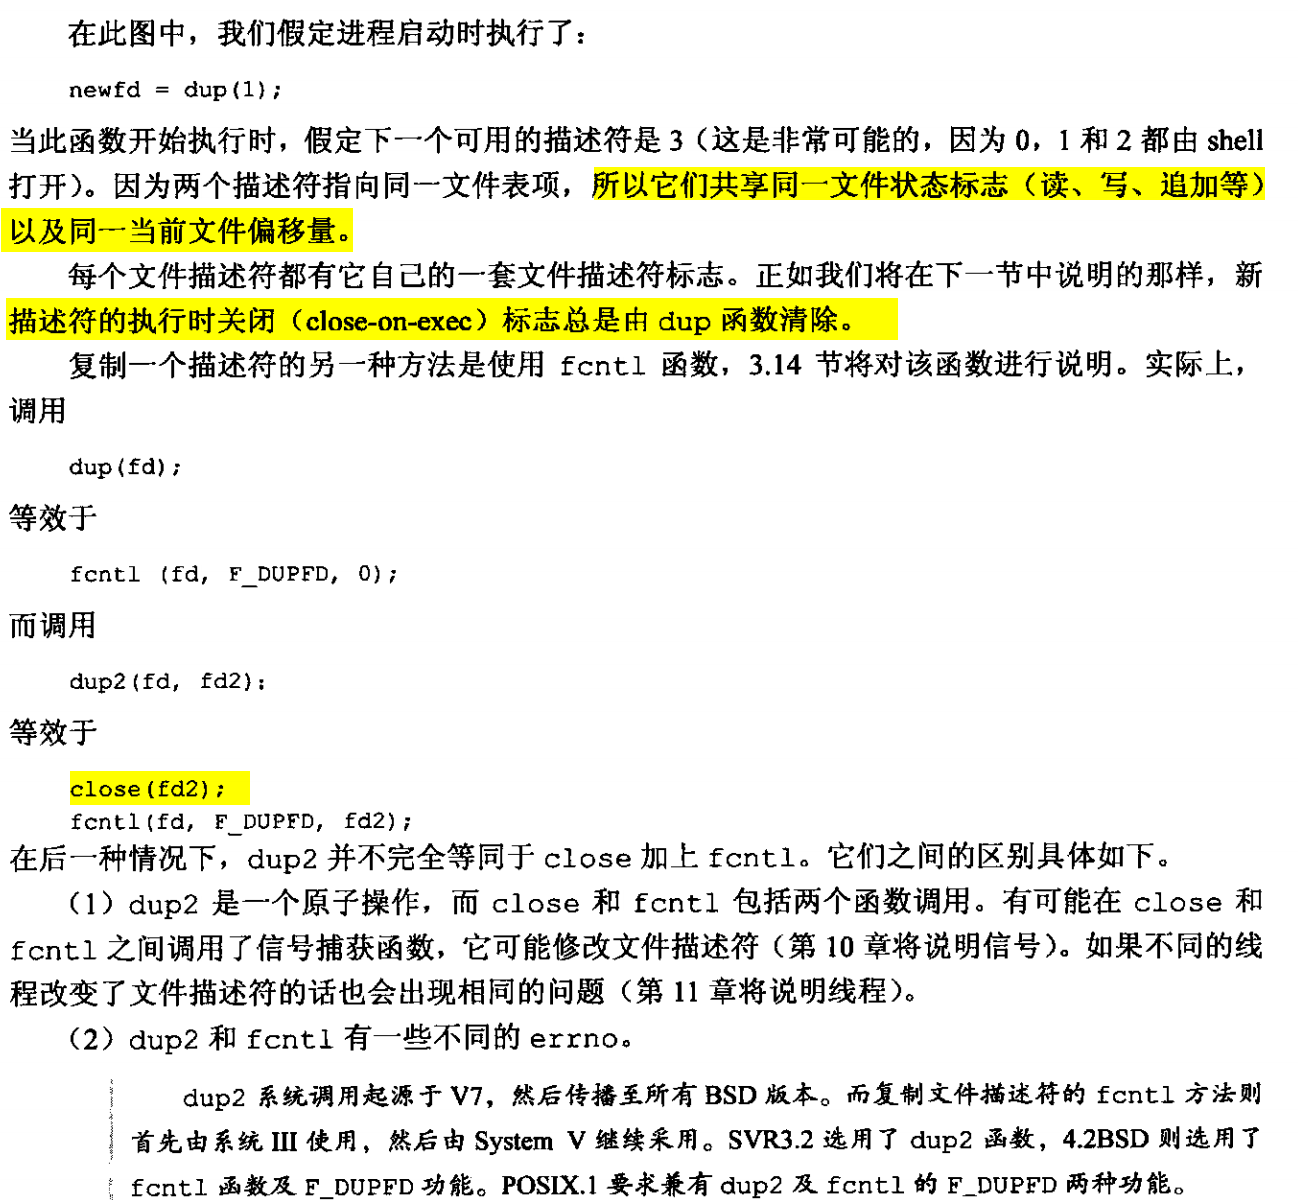 在此图中，我们假定进程启动时执行了：
newfd = dup(1);
当此函数开始执行时，假定下一个可用的描述符是 3（这是非常可能的，因为 0，1 和 2 都由 shell
打开）。因为两个描述符指向同一文件表项，所以它们共享同一文件状态标志（读、写、追加等）
以及同一当前文件偏移量。
每个文件描述符都有它自己的一套文件描述符标志。正如我们将在下一节中说明的那样，新
描述符的执行时关闭（close-on-exec）标志总是由 dup 函数清除。
复制一个描述符的另一种方法是使用 fcntl 函数，3.14 节将对该函数进行说明。实际上，
调用
dup(fd);
等效于
fcntl (fd, F_DUPFD, 0);
而调用
dup2(fd, fd2);
等效于
close(fd2);
fcntl(fd, F_DUPFD, fd2);
在后一种情况下，dup2 并不完全等同于 close 加上 fcntl。它们之间的区别具体如下。
（1）dup2 是一个原子操作，而 close 和 fcntl 包括两个函数调用。有可能在 close 和
fcntl 之间调用了信号捕获函数，它可能修改文件描述符（第 10 章将说明信号）。如果不同的线
程改变了文件描述符的话也会出现相同的问题（第 11 章将说明线程）。
（2）dup2 和 fcntl 有一些不同的 errno。
dup2 系统调用起源于 V7，然后传播至所有 BSD 版本。而复制文件描述符的 fcntl 方法则
首先由系统 III 使用，然后由 System V 继续采用。SVR3.2 选用了 dup2 函数，4.2BSD 则选用了
fcntl 函数及 F_DUPFD 功能。POSIX.1 要求兼有 dup2 及 fcntl 的 F_DUPFD 两种功能。